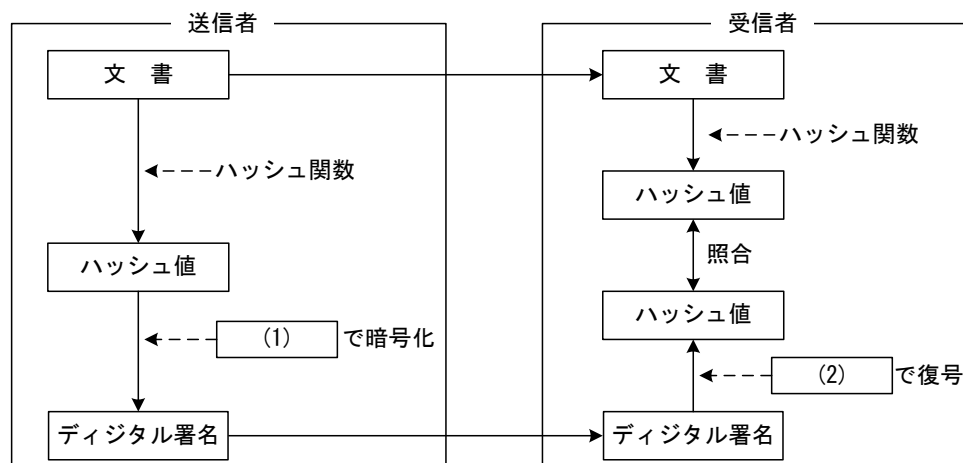 送信者
受信者
文　書
文　書
ハッシュ関数
ハッシュ関数
ハッシュ値
ハッシュ値
照合
ハッシュ値
(1) で暗号化
(2) で復号
ディジタル署名
ディジタル署名